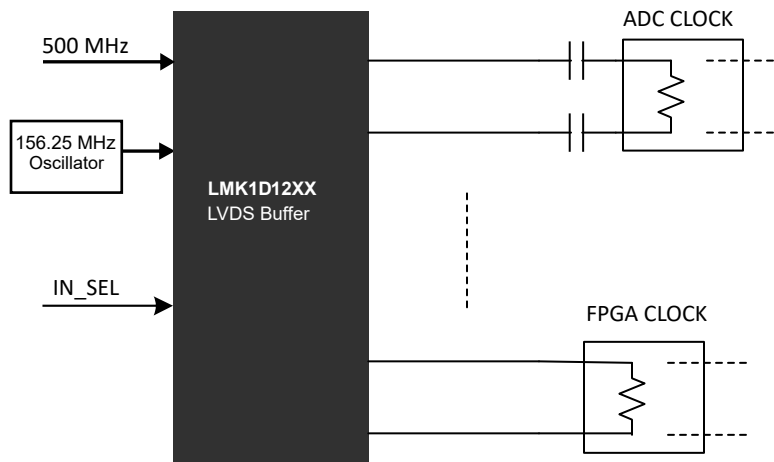 ADC CLOCK
500 MHz
156.25 MHz
Oscillator
LMK1D12XX
LVDS Buffer
IN_SEL
FPGA CLOCK